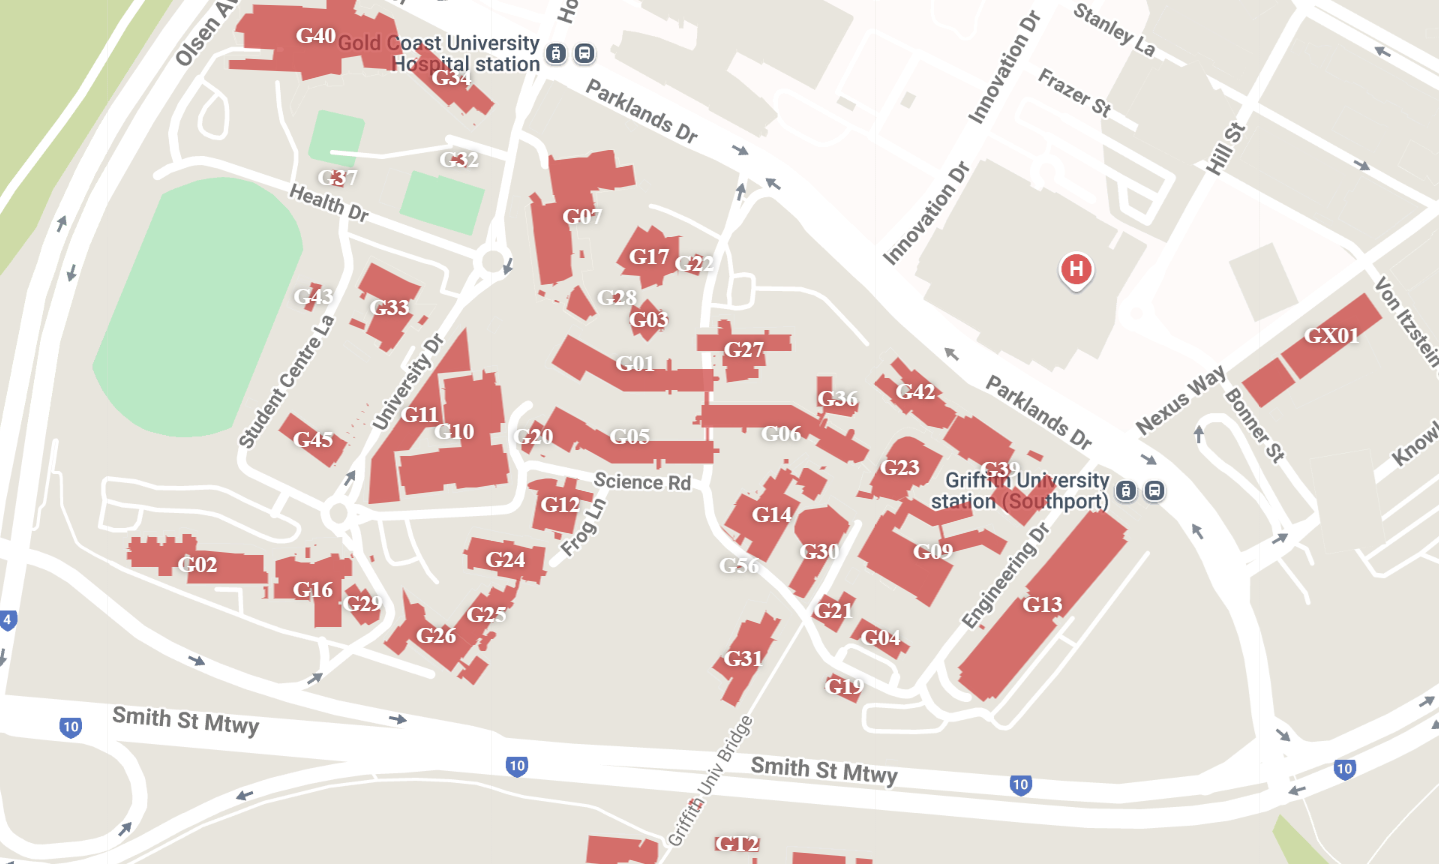 Olsen Av
Ho
Stanley La
G40
Gold Coast University
Hospital station
G34
Innovation Dr
Frazer St
Parklands Dr
Hill St
G32
G37
Health Dr
G07
Innovation Dr
G17
G22
H
G43
G28
G33
G03
Von Itzstein
GX01
Student Centre La
University Dr
G01
G27
G11
G36
G42
Parklands Dr
Nexus Way
Bonner St
G45
G10
G20
G05
G06
Knowl
G23
G39
Griffith University
station (Southport)
Science Rd
G12
Frog Ln
G14
G30
G09
Engineering Dr
G02
G24
G56
G16
G29
G25
G21
G13
4
G26
G04
G31
G19
10
Smith St Mtwy
Griffith Univ Bridge
10
Smith St Mtwy
10
10
GT2